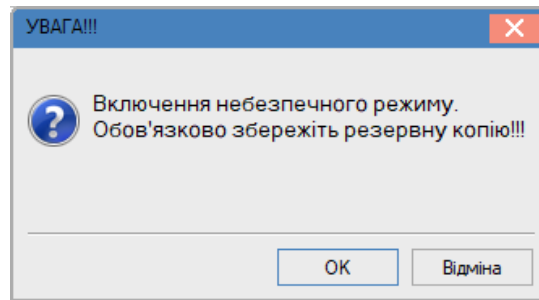 УВАГА!!!
Включення небезпечного режиму.
Обов'язково збережіть резервну копію!!!
OK
Відміна